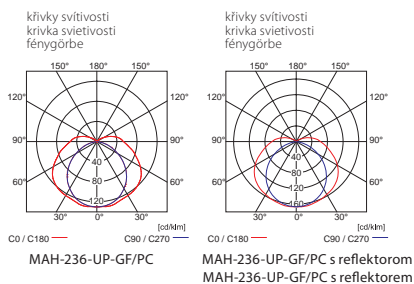 křivky svítivosti
krivka svietivosti
fénygörbe
150° 180° 150°
120° 120°
90° 90°
40
60° 80 60°
120
30° 0° 30°
[cd/klm]
C0 / C180 C90 / C270
MAH-236-UP-GF/PC
křivky svítivosti
krivka svietivosti
fénygörbe
150° 180° 150°
120° 120°
90° 90°
40
80
60° 60°
120
160
30° 0° 30°
[cd/klm]
C0 / C180 C90 / C270
MAH-236-UP-GF/PC s reflektorom
MAH-236-UP-GF/PC s reflektorem